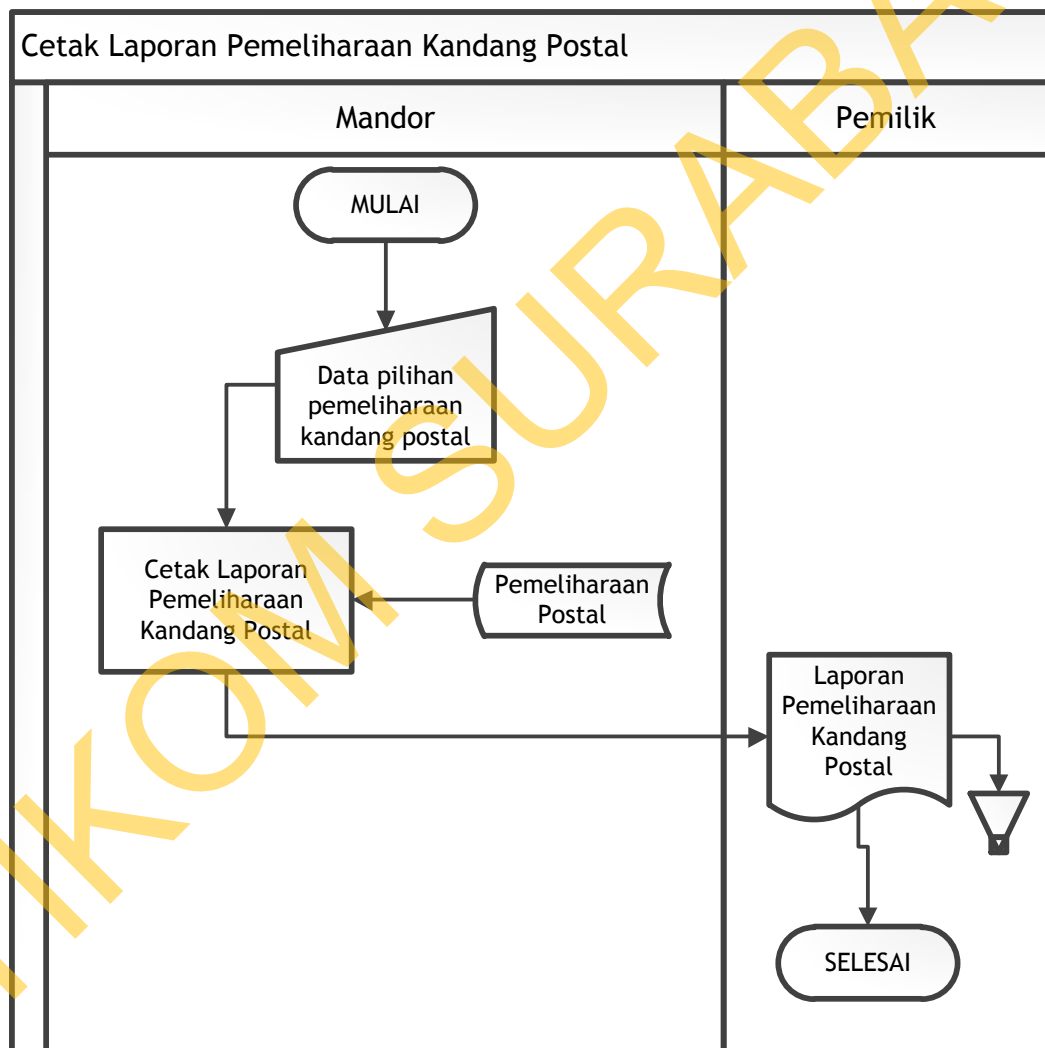 Cetak Laporan Pemeliharaan Kandang Postal
Mandor
Pemilik
MULAI
Data pilihan
pemeliharaan
kandang postal
Cetak Laporan
Pemeliharaan
Kandang Postal
Pemeliharaan
Postal
Laporan
Pemeliharaan
Kandang
Postal
SELESAI
IKOM SURABA